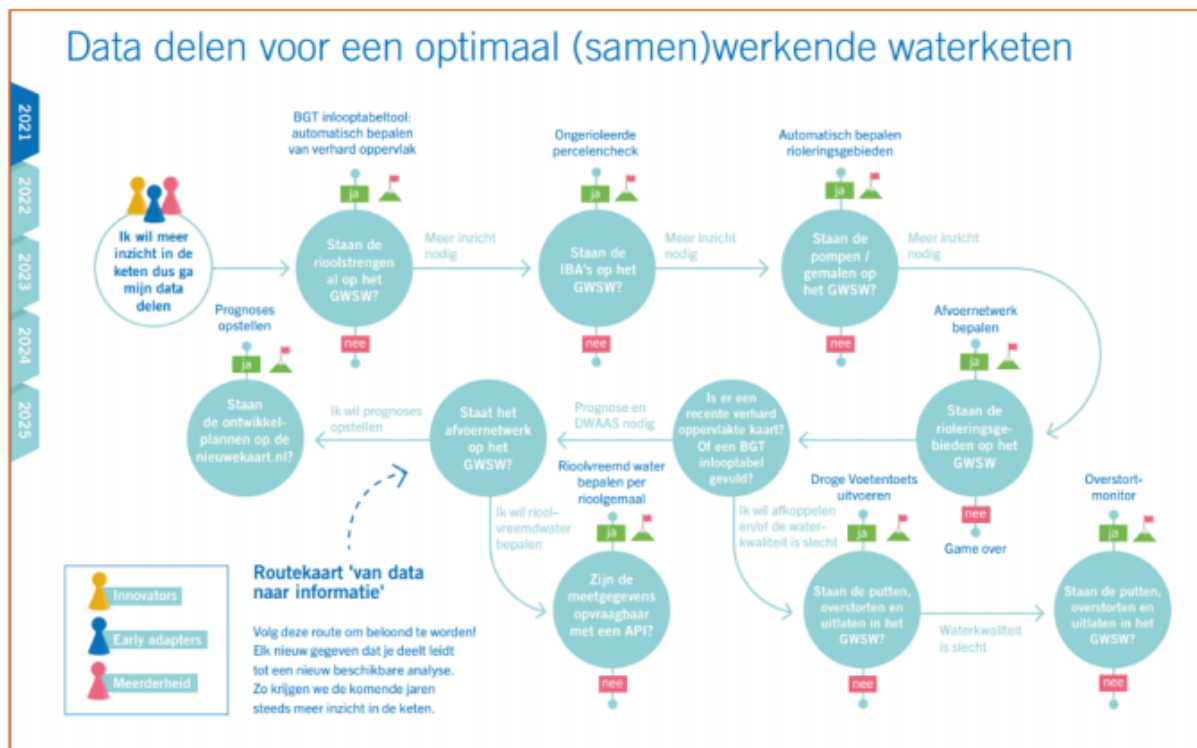 Data delen voor een optimaal (samen)werkende waterketen
2021
2022
2023
2024
2025
Ik wil meer
inzicht in de
keten dus ga
mijn data
delen
BGT inlooptabeltool:
automatisch bepalen
van verhard oppervlak
ja
Staan de
rioolstrengen
al op het
GWSW?
nee
Meer inzicht
nodig
Ongerioleerde
percelencheck
ja
Staan de
IBA's op het
GWSW?
nee
Meer inzicht
nodig
Automatisch bepalen
rioleringsgebieden
ja
Staan de
pompen /
gemalen op
het GWSW?
nee
Meer inzicht
nodig
Afvoernetwerk
bepalen
ja
Staan de
rioleringsge-
bieden op het
GWSW
nee
Game over
Is er een
recente verhard
oppervlakte kaart?
Of een BGT
inlooptabel
gevuld?
Prognose en
DWAAS nodig
Staat het
afvoernetwerk
op het
GWSW?
Ik wil prognoses
opstellen
Prognoses
opstellen
ja
Staan
de ontwikkel-
plannen op de
nieuwekaart.nl?
Ik wil riool-
vreemdwater
bepalen
Rioolvreemd water
bepalen per
rioolgemaal
ja
Zijn de
meetgegevens
opvraagbaar
met een API?
nee
Ik wil afkoppelen
en/of de water-
kwaliteit is slecht
Droge Voetentoets
uitvoeren
ja
Staan de putten,
overstorten en
uitlaten in het
GWSW?
nee
Waterkwaliteit
is slecht
Overstort-
monitor
ja
Staan de putten,
overstorten en
uitlaten in het
GWSW?
nee
Innovators
Early adapters
Meerderheid
Routekaart 'van data
naar informatie'
Volg deze route om beloond te worden!
Elk nieuw gegeven dat je deelt leidt
tot een nieuw beschikbare analyse.
Zo krijgen we de komende jaren
steeds meer inzicht in de keten.